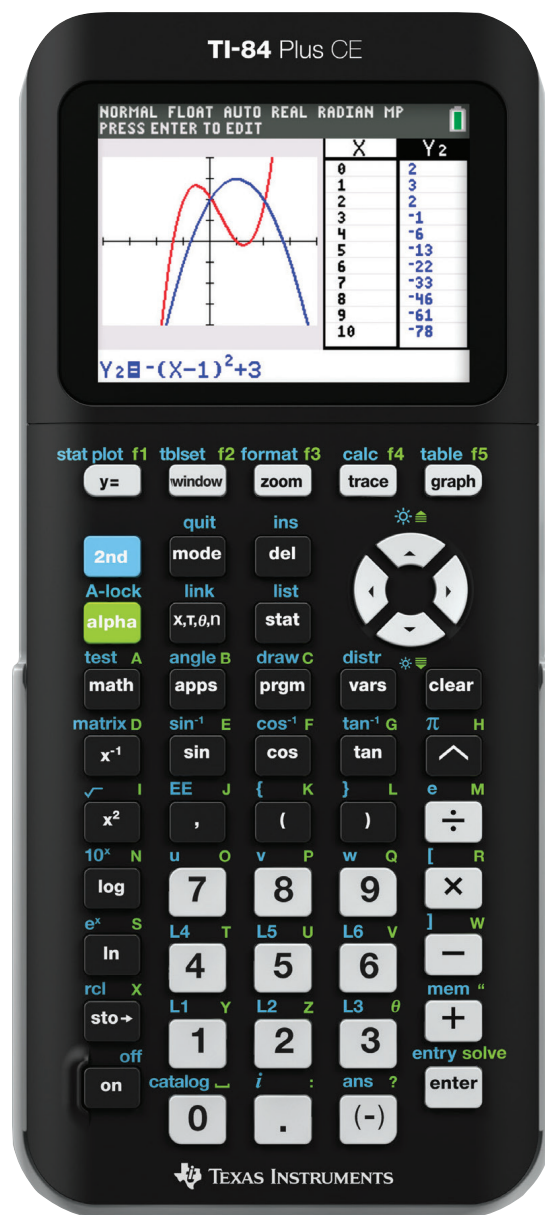 TI-84 Plus CE
NORMAL FLOAT AUTO REAL RADIAN MP
PRESS ENTER TO EDIT
X Y2
0 2
1 3
2 2
3 -1
4 -6
5 -13
6 -22
7 -33
8 -46
9 -61
10 -78
Y2=-(X-1)²+3
stat plot f1 tblset f2 format f3 calc f4 table f5
y= window zoom trace graph
quit ins
2nd mode del
A-lock link list
alpha X,T,θ,n stat
test A angle B draw C distr
math apps prgm vars clear
matrix D sin⁻¹ E cos⁻¹ F tan⁻¹ G π H
x⁻¹ sin cos tan ^
√ I EE J { K } L e M
x² , ( ) ÷
10ˣ N u O v P w Q [ R
log 7 8 9 ×
eˣ S L4 T L5 U L6 V ] W
ln 4 5 6 −
rcl X L1 Y L2 Z L3 θ mem "
sto→ 1 2 3 +
off catalog ⎵ i : ans ? entry solve
on 0 . (-) enter
TEXAS INSTRUMENTS